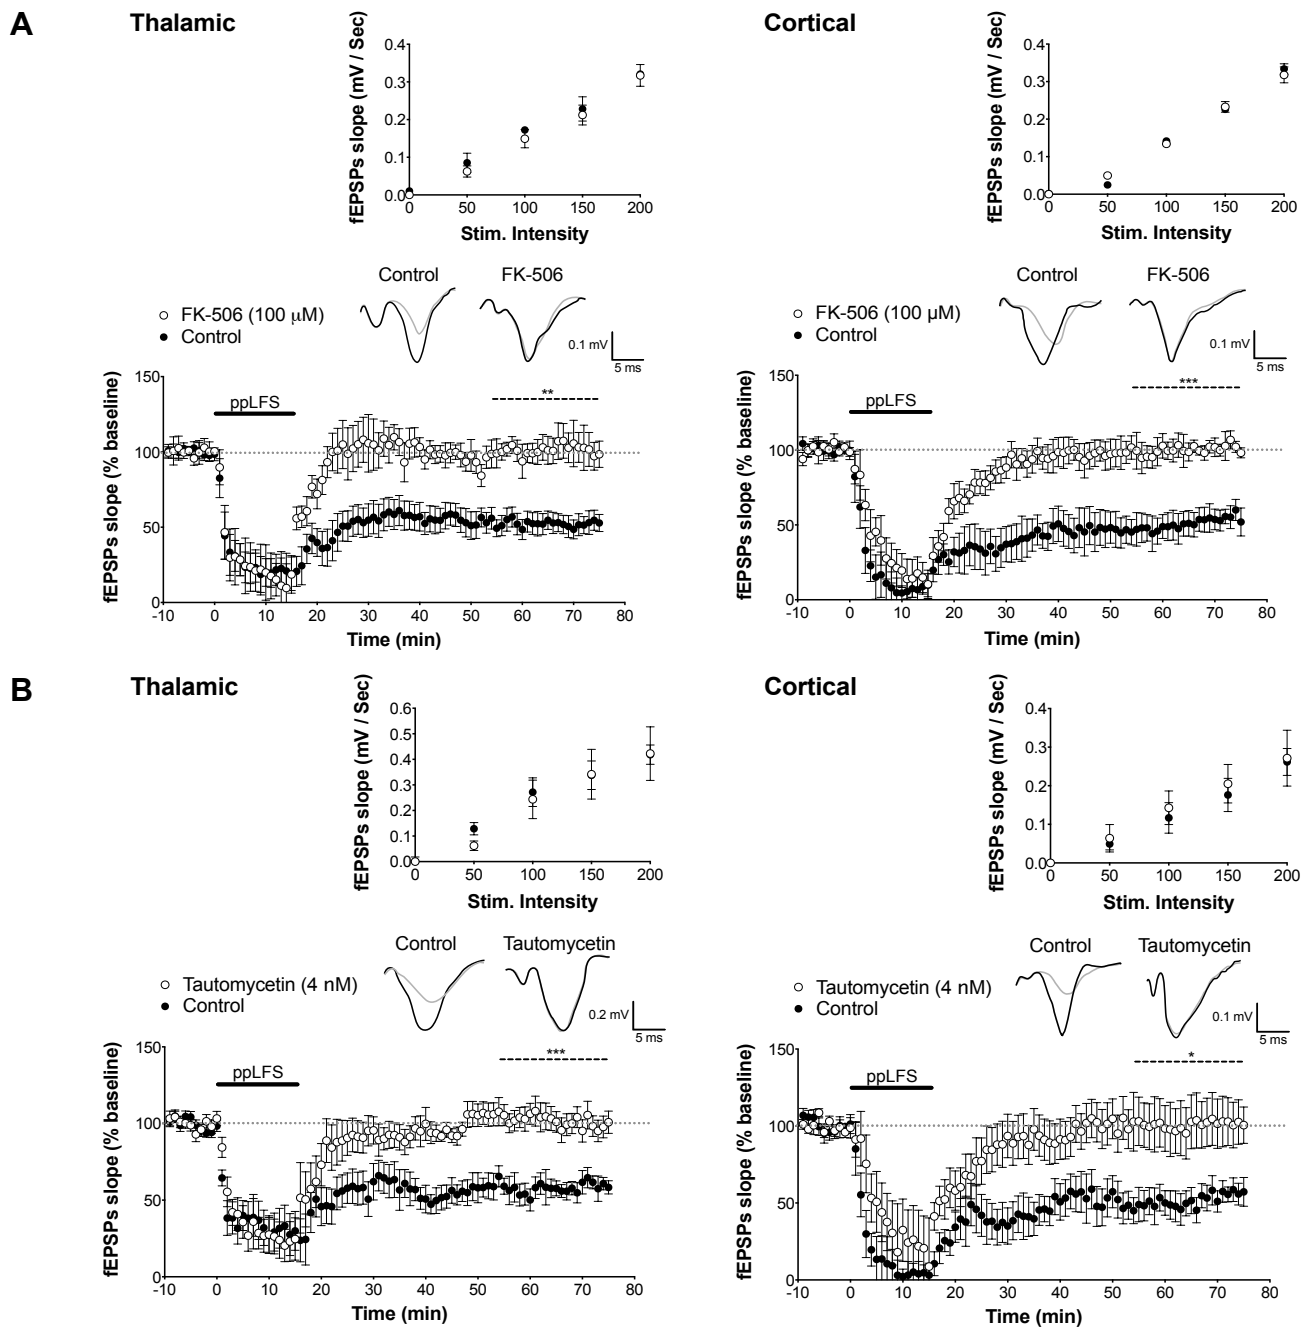 A
Thalamic
fEPSPs slope (mV / Sec)
0.4
0.3
0.2
0.1
0.0
0 50 100 150 200
Stim. Intensity
Control FK-506
FK-506 (100 μM)
Control
0.1 mV
5 ms
**
ppLFS
fEPSPs slope (% baseline)
150
100
50
0
-10 0 10 20 30 40 50 60 70 80
Time (min)
Cortical
fEPSPs slope (mV / Sec)
0.4
0.3
0.2
0.1
0.0
0 50 100 150 200
Stim. Intensity
Control FK-506
FK-506 (100 μM)
Control
0.1 mV
5 ms
***
ppLFS
fEPSPs slope (% baseline)
150
100
50
0
-10 0 10 20 30 40 50 60 70 80
Time (min)
B
Thalamic
fEPSPs slope (mV / Sec)
0.6
0.5
0.4
0.3
0.2
0.1
0.0
0 50 100 150 200
Stim. Intensity
Control Tautomycetin
Tautomycetin (4 nM)
Control
0.2 mV
5 ms
***
ppLFS
fEPSPs slope (% baseline)
150
100
50
0
-10 0 10 20 30 40 50 60 70 80
Time (min)
Cortical
fEPSPs slope (mV / Sec)
0.4
0.3
0.2
0.1
0.0
0 50 100 150 200
Stim. Intensity
Control Tautomycetin
Tautomycetin (4 nM)
Control
0.1 mV
5 ms
*
ppLFS
fEPSPs slope (% baseline)
150
100
50
0
-10 0 10 20 30 40 50 60 70 80
Time (min)